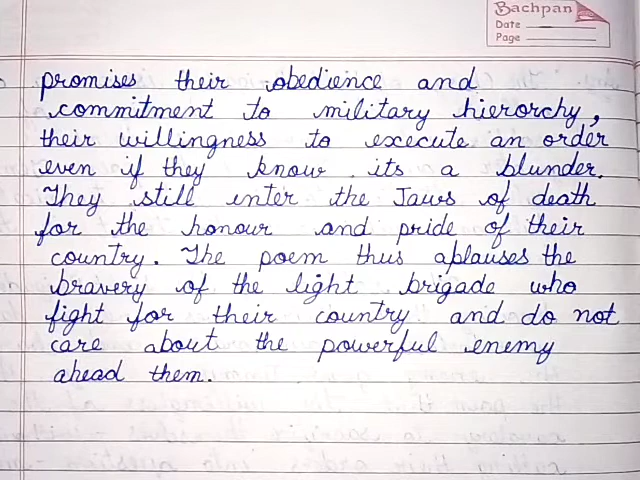 Bachpan
Date
Page
promises their obedience and
commitment to military hierorchy,
their willingness to execute an order
even if they know its a blunder.
They still enter the Jaws of death
for the honour and pride of their
country. The poem thus aplauses the
bravery of the light brigade who
fight for their country and do not
care about the powerful enemy
ahead them.